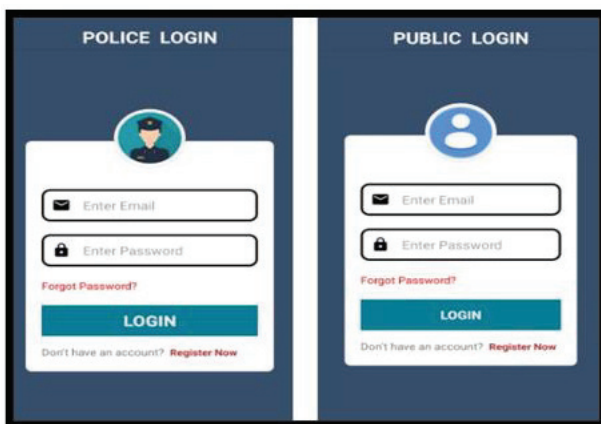 POLICE LOGIN
Enter Email
Enter Password
Forgot Password?
LOGIN
Don't have an account? Register Now
PUBLIC LOGIN
Enter Email
Enter Password
Forgot Password?
LOGIN
Don't have an account? Register Now